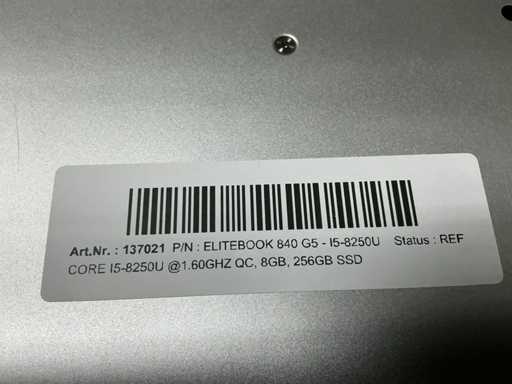 Art.Nr. : 137021 P/N : ELITEBOOK 840 G5 - I5-8250U Status : REF
CORE I5-8250U @1.60GHZ QC, 8GB, 256GB SSD